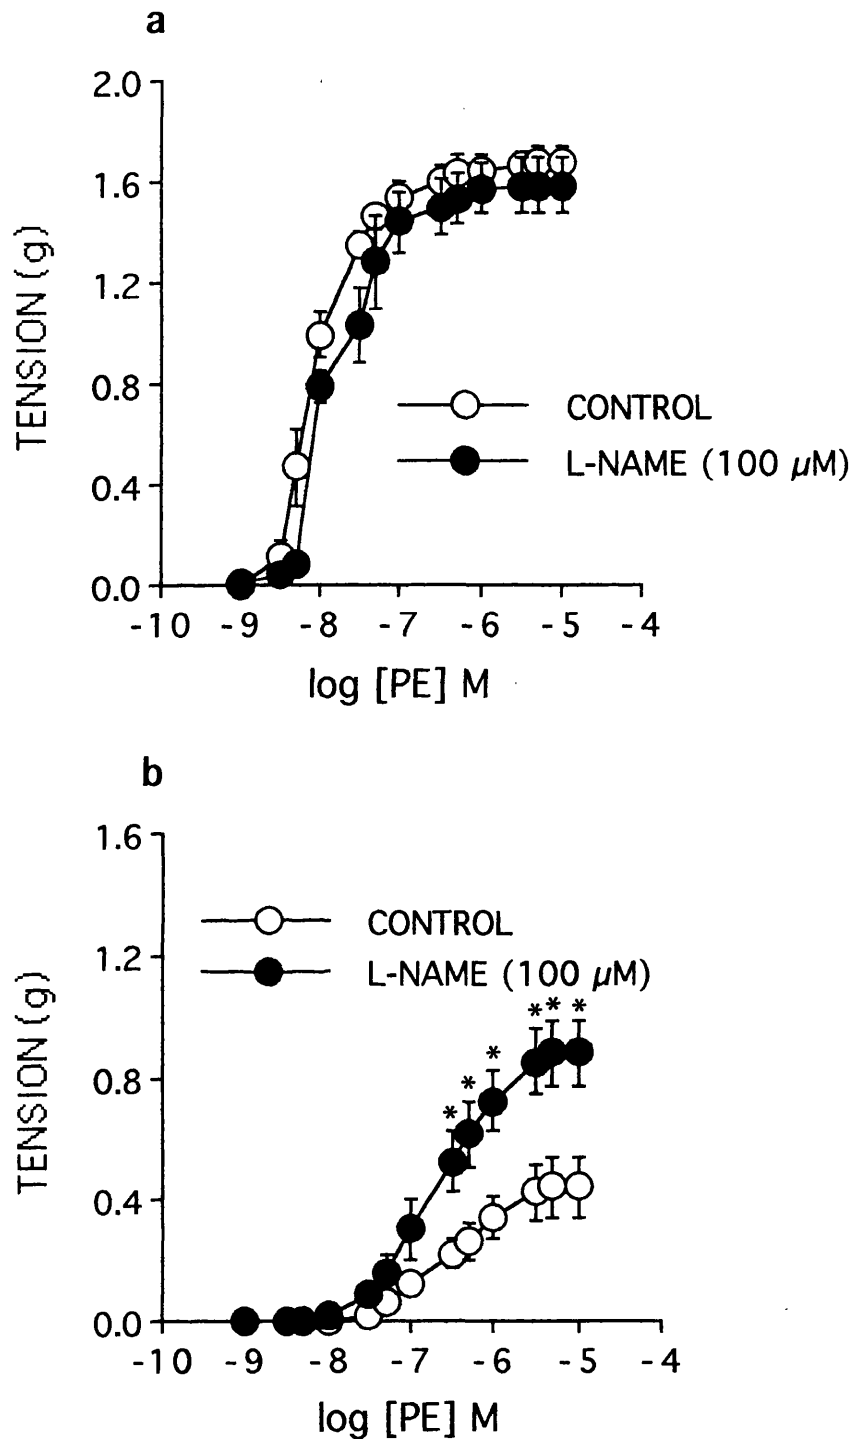 a
2.0
1.6
1.2
0.8
0.4
0.0
TENSION (g)
CONTROL
L-NAME (100 µM)
-10 -9 -8 -7 -6 -5 -4
log [PE] M
b
1.6
1.2
0.8
0.4
0.0
TENSION (g)
CONTROL
L-NAME (100 µM)
* * *
*
*
*
-10 -9 -8 -7 -6 -5 -4
log [PE] M